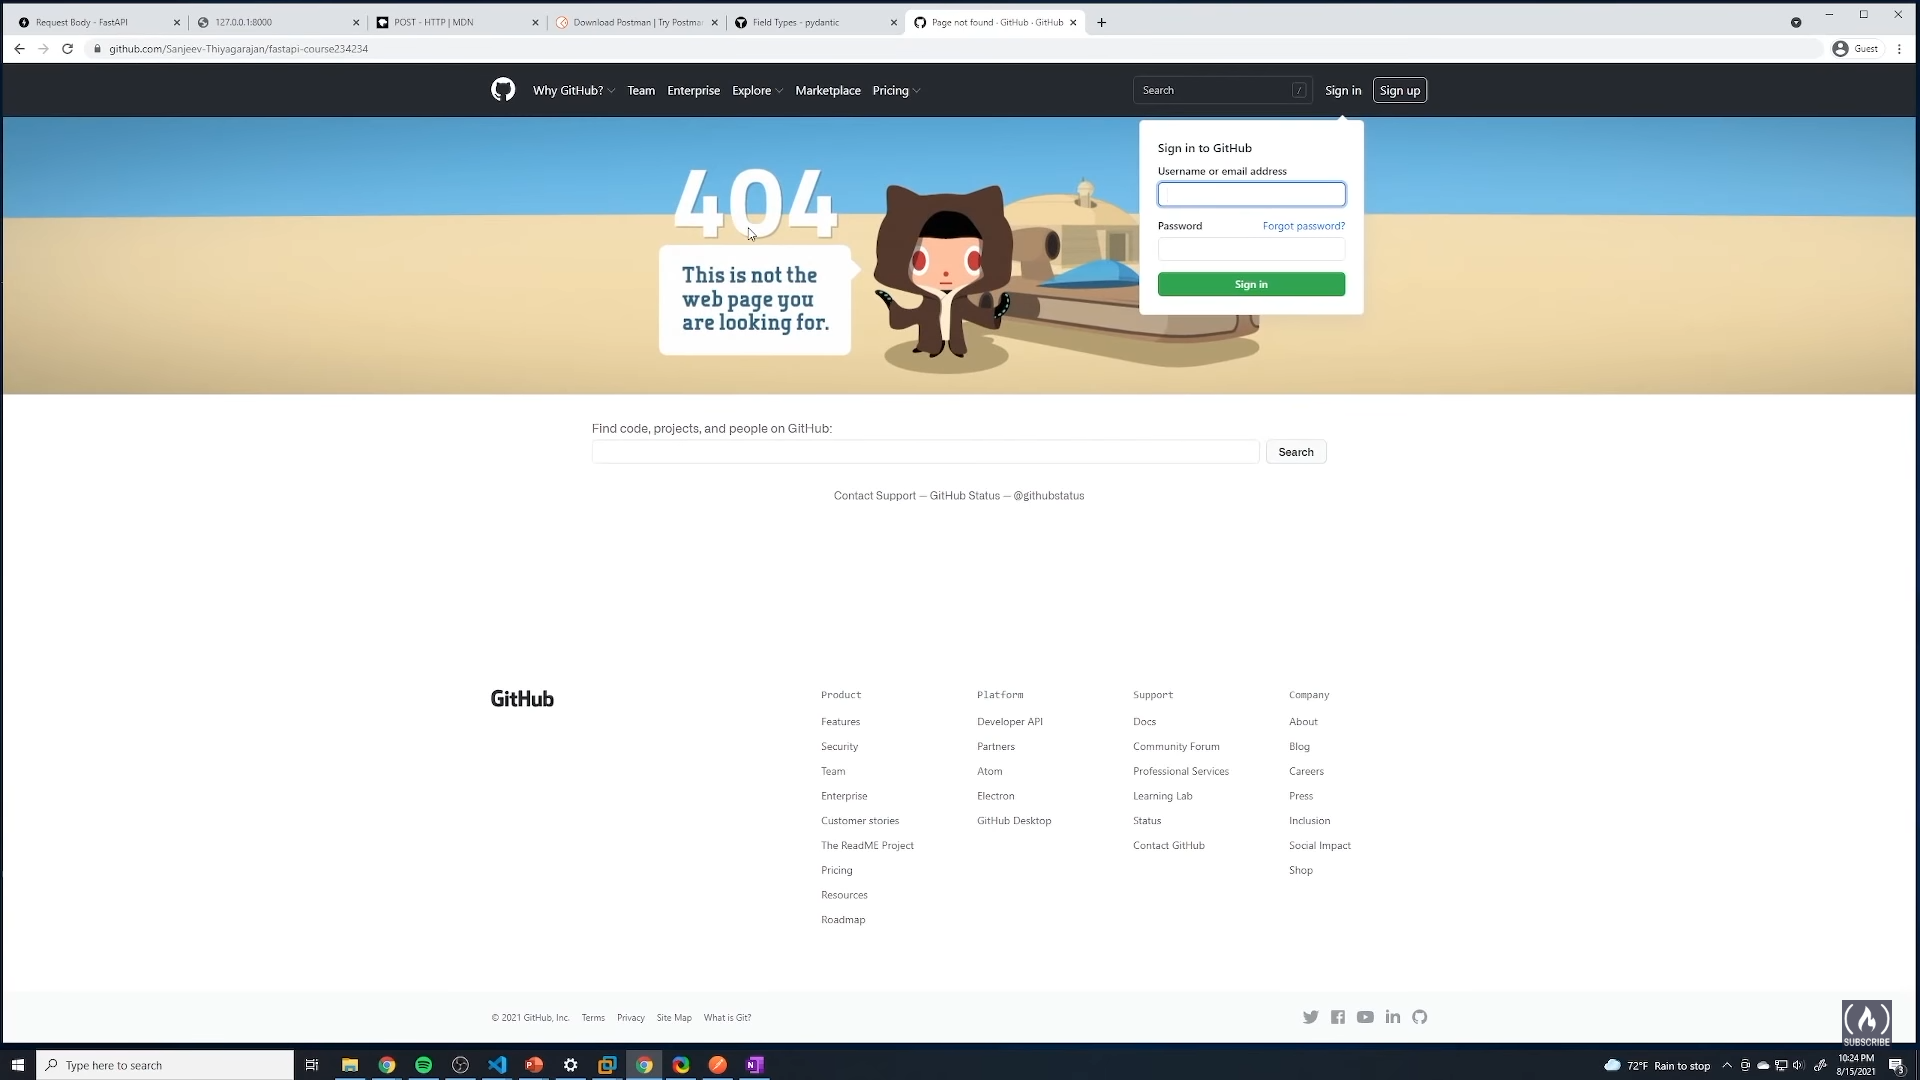 Request Body - FastAPI
127.0.0.1:8000
POST - HTTP | MDN
Download Postman | Try Postma
Field Types - pydantic
Page not found · GitHub · GitHub
github.com/Sanjeev-Thiyagarajan/fastapi-course234234
Guest
Why GitHub?
Team
Enterprise
Explore
Marketplace
Pricing
Search
/
Sign in
Sign up
404
This is not the
web page you
are looking for.
Sign in to GitHub
Username or email address
Password
Forgot password?
Sign in
Find code, projects, and people on GitHub:
Search
Contact Support — GitHub Status — @githubstatus
GitHub
Product
Features
Security
Team
Enterprise
Customer stories
The ReadME Project
Pricing
Resources
Roadmap
Platform
Developer API
Partners
Atom
Electron
GitHub Desktop
Support
Docs
Community Forum
Professional Services
Learning Lab
Status
Contact GitHub
Company
About
Blog
Careers
Press
Inclusion
Social Impact
Shop
© 2021 GitHub, Inc.
Terms
Privacy
Site Map
What is Git?
SUBSCRIBE
Type here to search
72°F Rain to stop
10:24 PM
8/15/2021
3